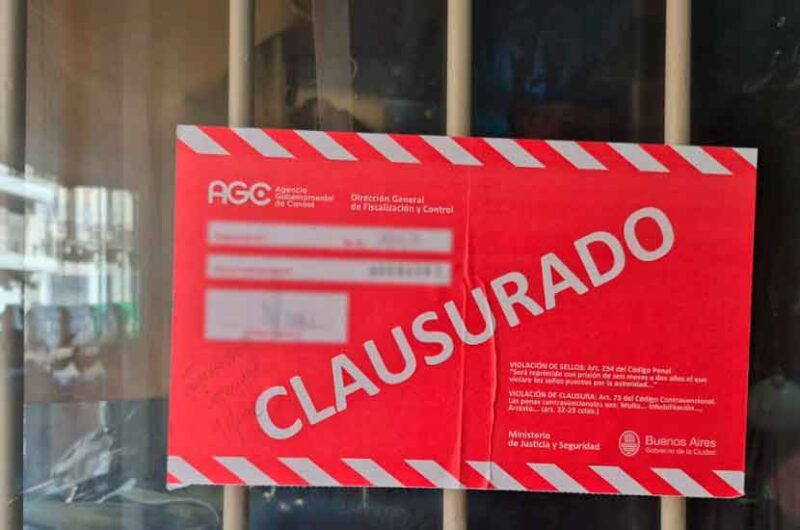 AGC Agencia
Gubernamental
de Control
Dirección General
de Fiscalización y Control
CLAUSURADO
VIOLACIÓN DE SELLOS: Art. 254 del Código Penal
"Será reprimido con prisión de seis meses a dos años el que
violare los sellos puestos por la autoridad..."
VIOLACIÓN DE CLAUSURA: Art. 73 del Código Contravencional.
Las penas contravencionales son: Multa... Inhabilitación...,
Arresto... (art. 22-23 cctes.)
Ministerio
de Justicia y Seguridad
Buenos Aires
Gobierno de la Ciudad